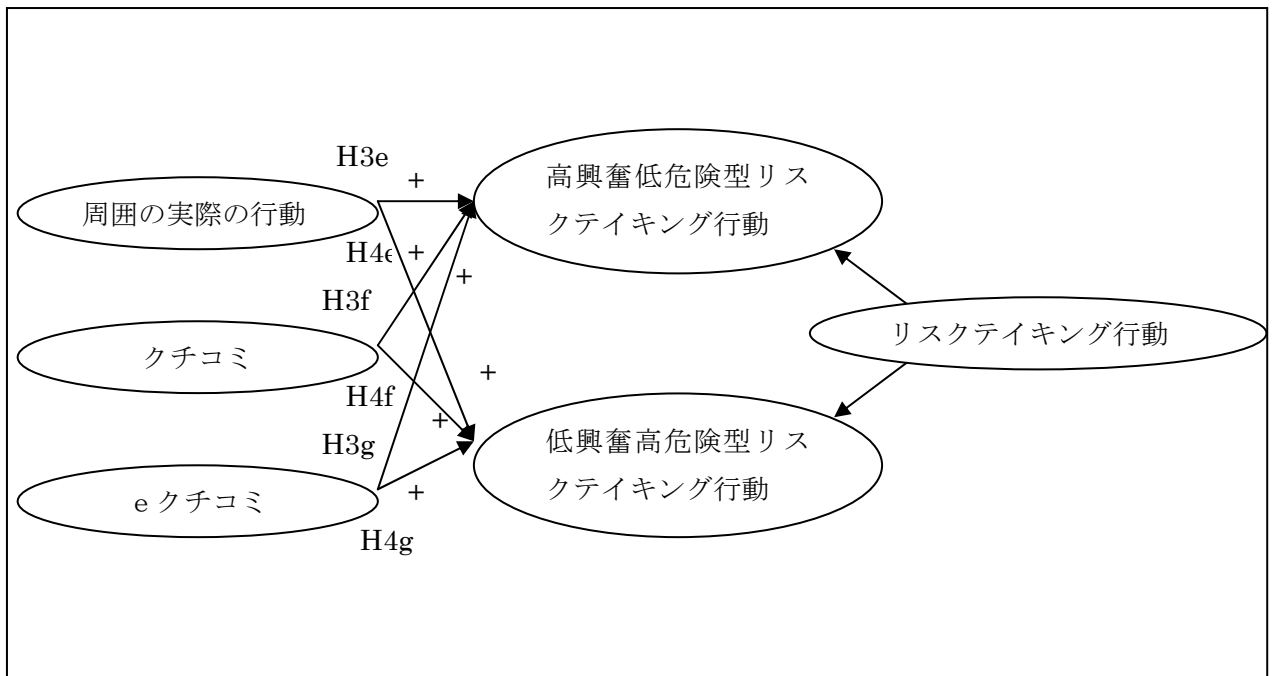 H3e
+
高興奮低危険型リス
クテイキング行動
周囲の実際の行動
H4e
+
+
H3f
リスクテイキング行動
クチコミ
+
H4f
+
低興奮高危険型リス
クテイキング行動
H3g
e クチコミ
+
H4g